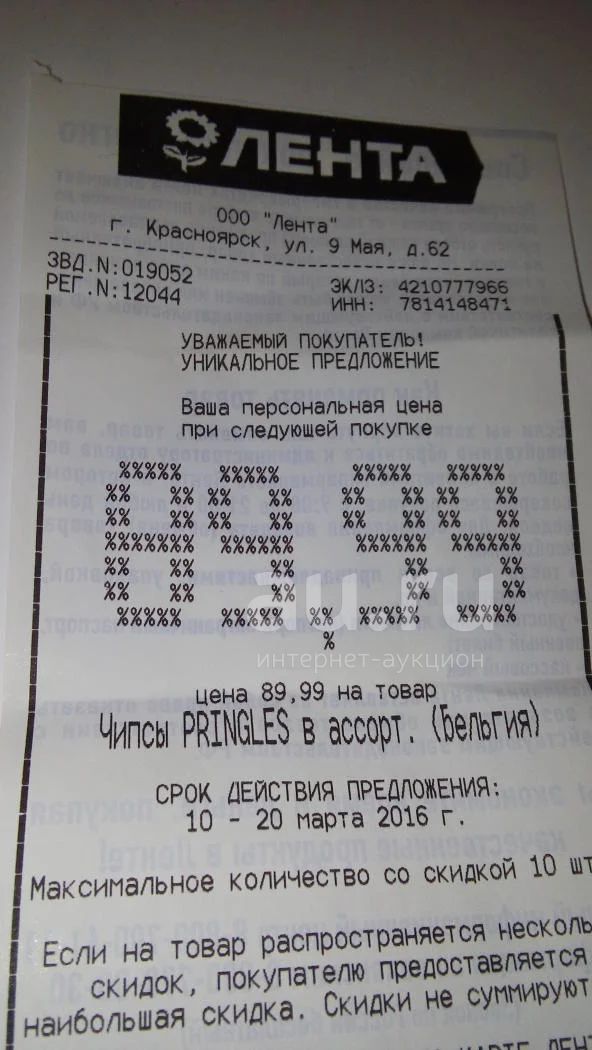 ЛЕНТА
ООО "Лента"
г. Красноярск, ул. 9 Мая, д.62
ЗВД.N:019052 ЭКЛЗ: 4210777966
РЕГ.N:12044 ИНН: 7814148471
УВАЖАЕМЫЙ ПОКУПАТЕЛЬ!
УНИКАЛЬНОЕ ПРЕДЛОЖЕНИЕ
Ваша персональная цена
при следующей покупке
89,99
au.ru
интернет-аукцион
цена 89,99 на товар
Чипсы PRINGLES в ассорт. (Бельгия)
СРОК ДЕЙСТВИЯ ПРЕДЛОЖЕНИЯ:
10 - 20 марта 2016 г.
Максимальное количество со скидкой 10 шт
Если на товар распространяется несколь
скидок, покупателю предоставляется
наибольшая скидка. Скидки не суммируют